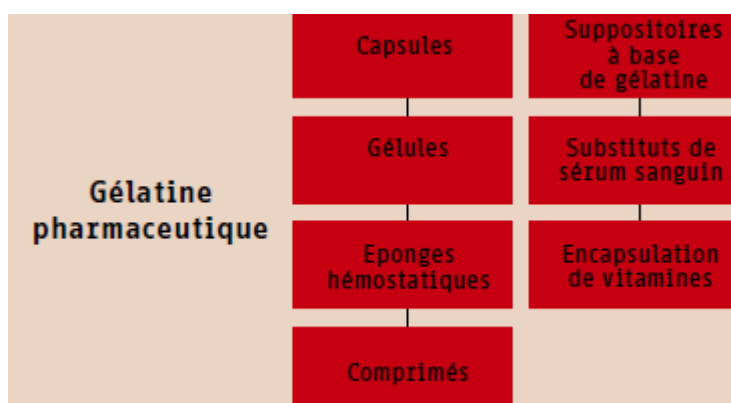 Gélatine
pharmaceutique
Capsules
Gélules
Eponges
hémostatiques
Comprimés
Suppositoires
à base
de gélatine
Substituts de
sérum sanguin
Encapsulation
de vitamines